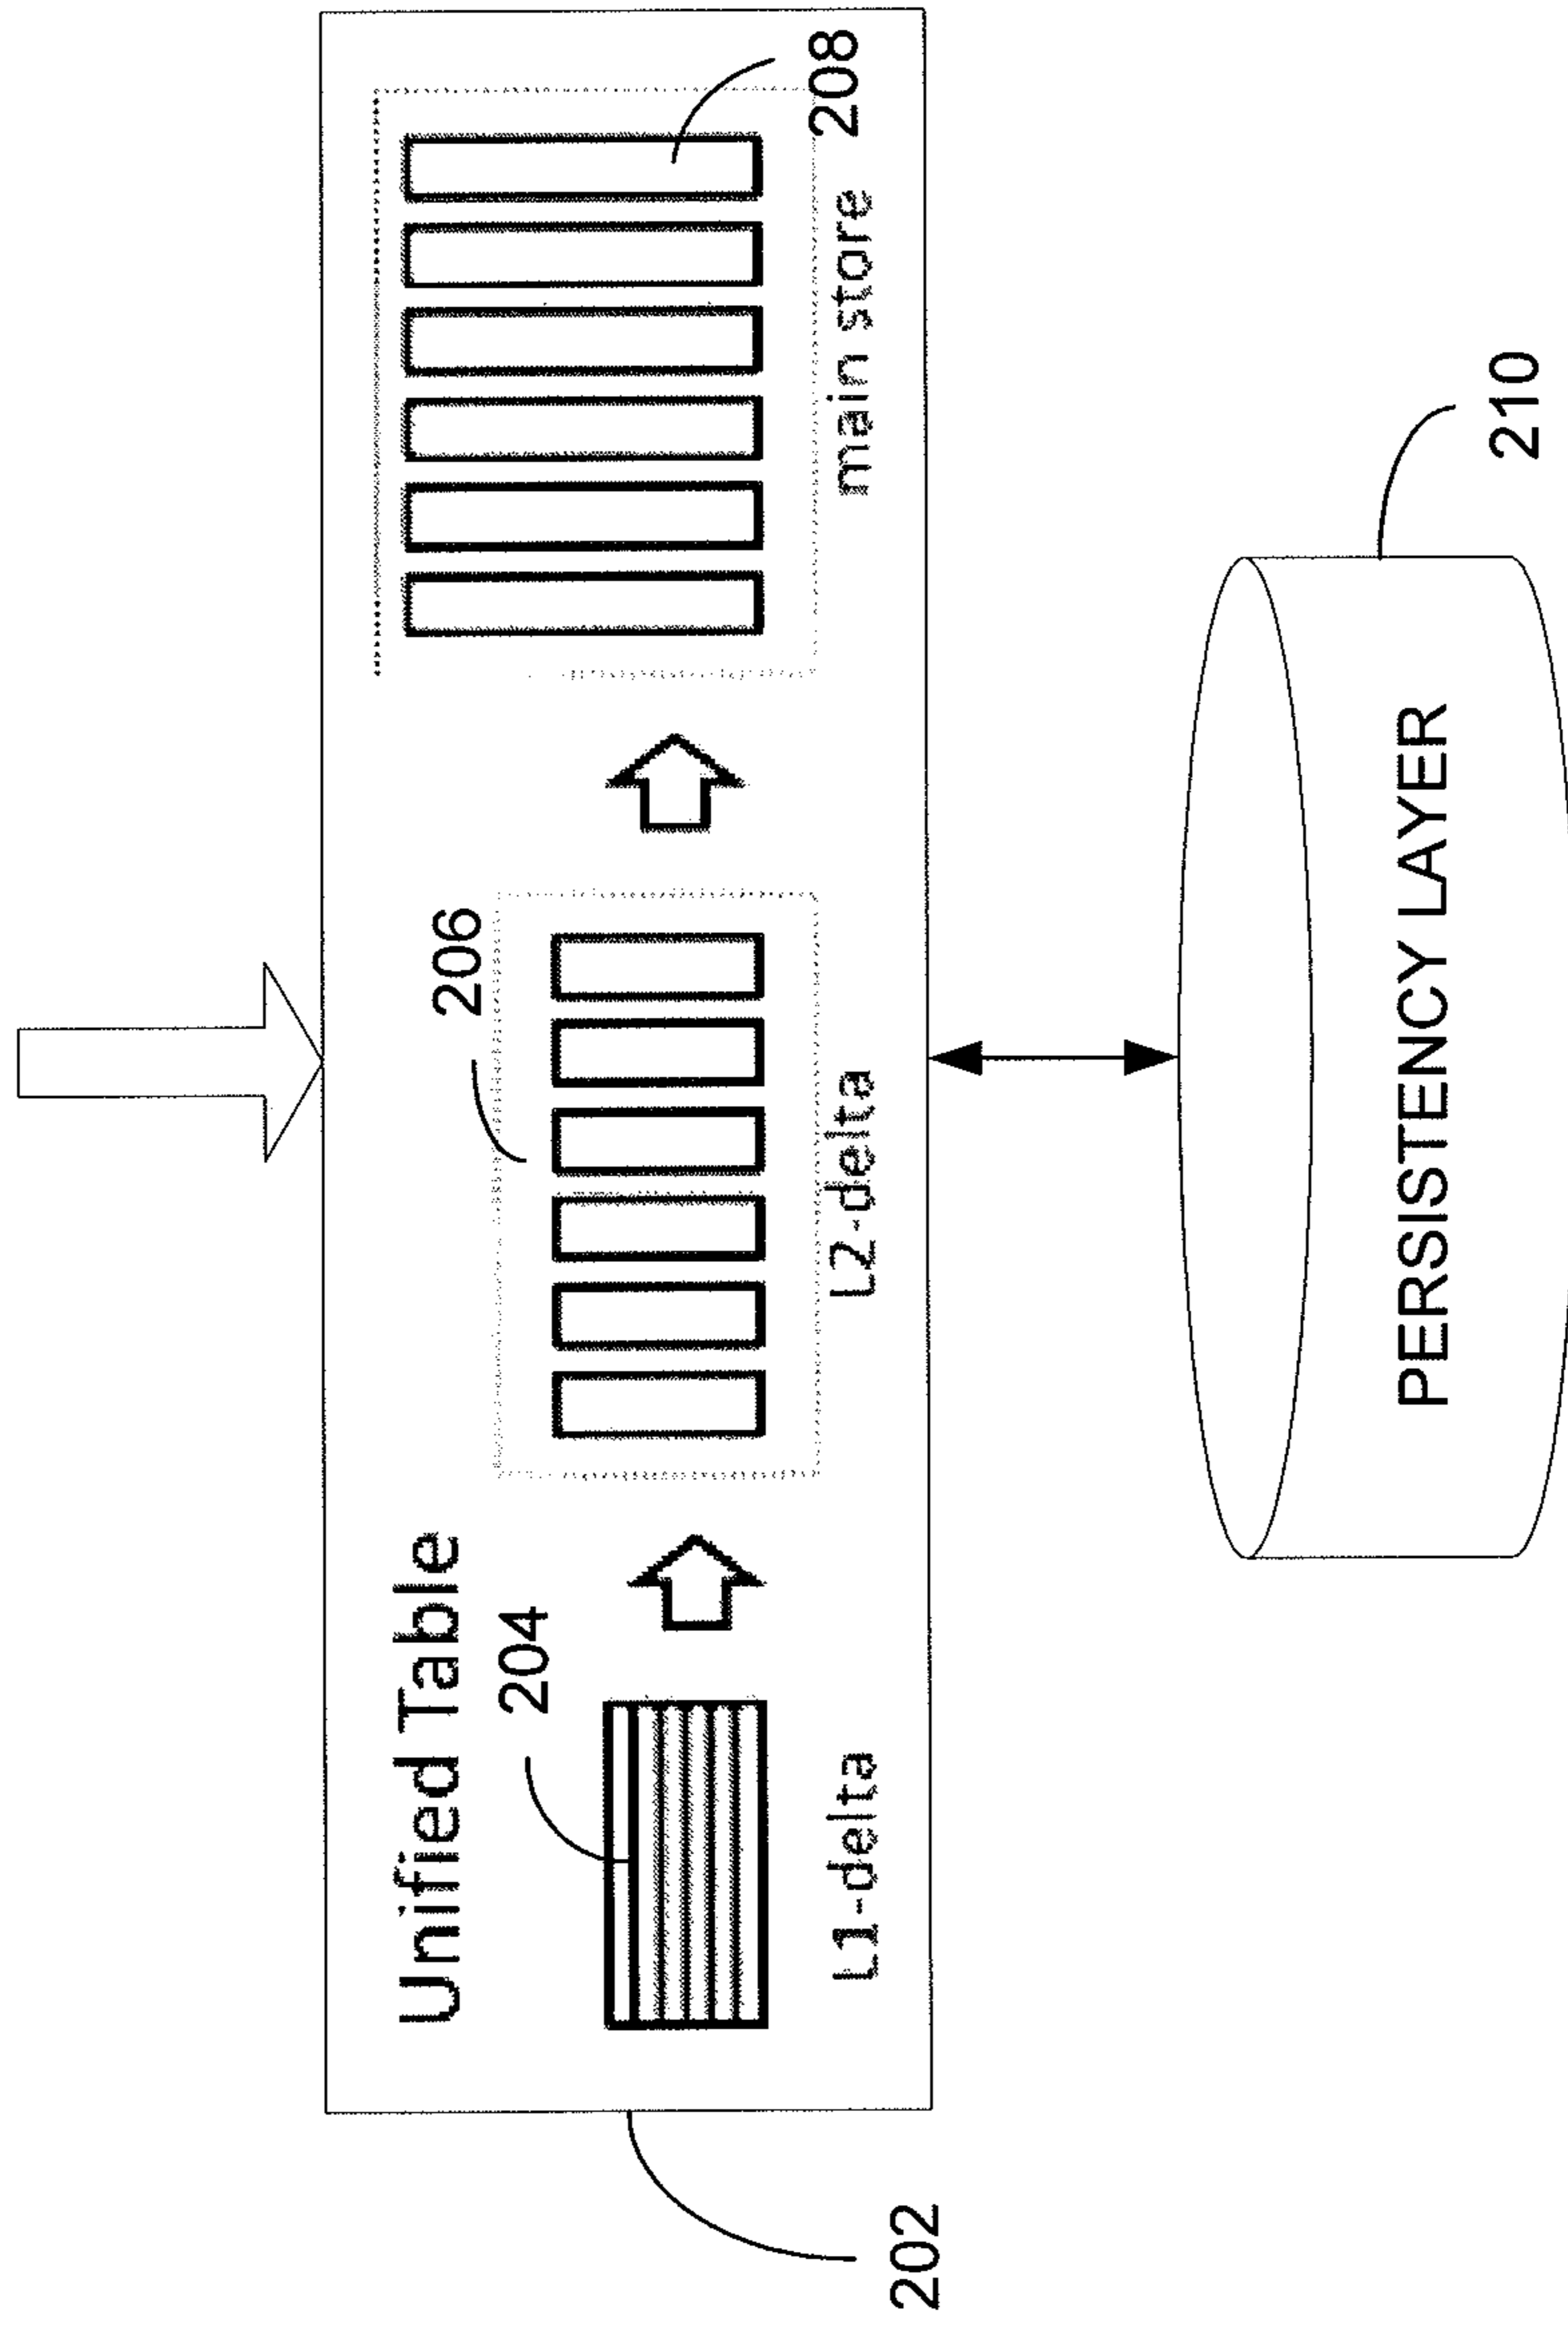 Unified Table
204
206
208
L1-delta
L2-delta
main store
202
PERSISTENCY LAYER
210